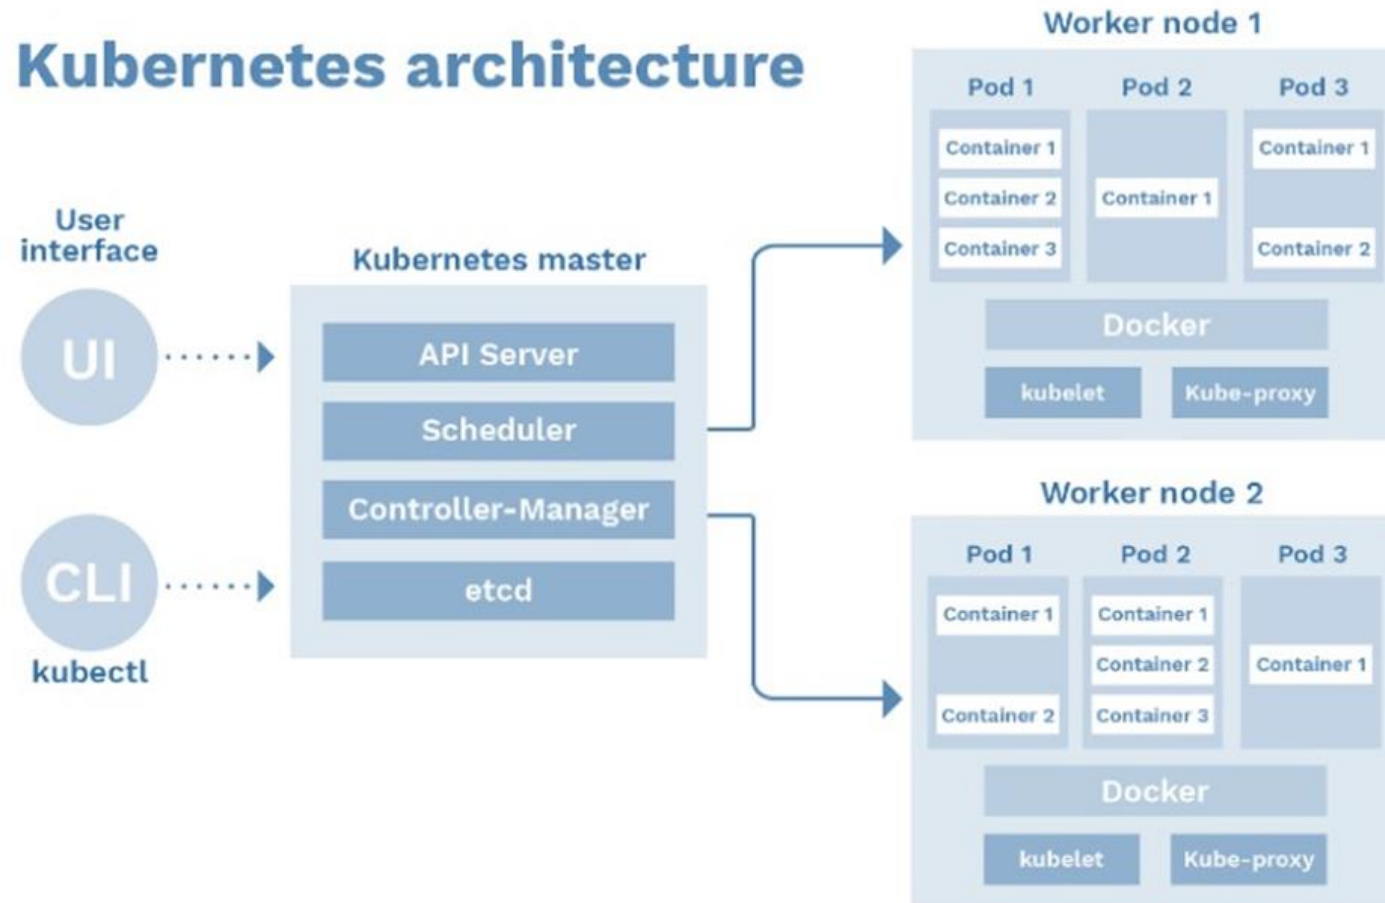 Kubernetes architecture
User
interface
UI
CLI
kubectl
Kubernetes master
API Server
Scheduler
Controller-Manager
etcd
Worker node 1
Pod 1
Container 1
Container 2
Container 3
Pod 2
Container 1
Pod 3
Container 1
Container 2
Docker
kubelet
Kube-proxy
Worker node 2
Pod 1
Container 1
Container 2
Pod 2
Container 1
Container 2
Container 3
Pod 3
Container 1
Docker
kubelet
Kube-proxy